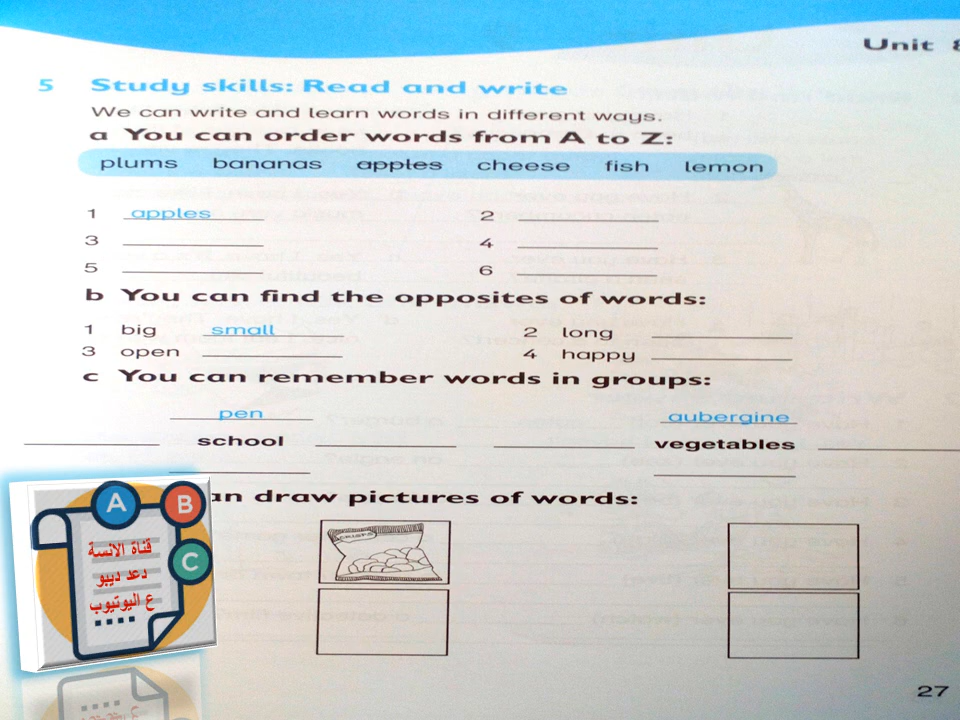 Unit 8
5 Study skills: Read and write
We can write and learn words in different ways.
a You can order words from A to Z:
plums bananas apples cheese fish lemon
1 apples 2
3 4
5 6
b You can find the opposites of words:
1 big small 2 long
3 open 4 happy
c You can remember words in groups:
pen aubergine
school vegetables
an draw pictures of words:
A B
C
قناة الانسة
دعد ديبو
ع اليوتيوب
27